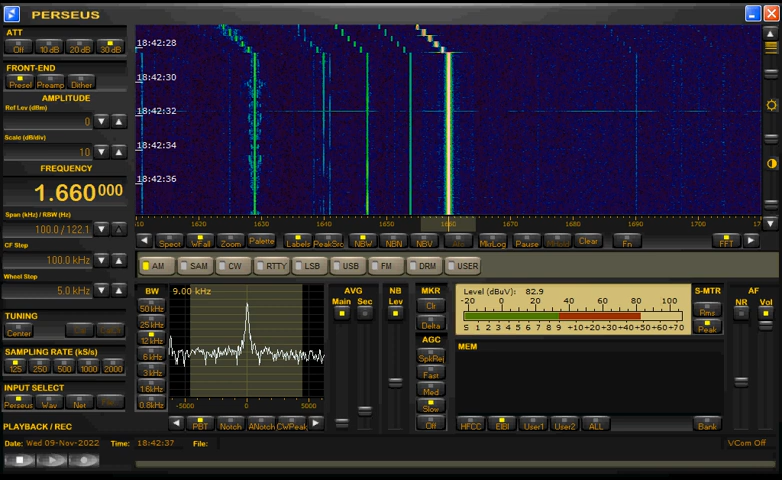 PERSEUS
ATT
Off 10 dB 20 dB 30 dB
FRONT-END
Presel Preamp Dither
AMPLITUDE
Ref Lev (dBm)
0
Scale (dB/div)
10
FREQUENCY
1.660000
Span (kHz) / RBW (Hz)
100.0 / 122.1
CF Step
100.0 kHz
Wheel Step
5.0 kHz
TUNING
Center
SAMPLING RATE (kS/s)
125 250 500 1000 2000
INPUT SELECT
Perseus Wav Net
PLAYBACK / REC
18:42:28
18:42:30
18:42:32
18:42:34
18:42:36
1620 1630 1640 1650 1660 1670 1680 1690 1700
Spect WFall Zoom Palette Labels PeakSrc NBW NBN NBV MkrLog Pause MHold Clear Fn FFT
AM SAM CW RTTY LSB USB FM DRM USER
BW
50 kHz
25 kHz
12 kHz
6 kHz
3 kHz
1.6kHz
0.8kHz
9.00 kHz
-5000 0 5000
PBT Notch ANotch CWPeak
AVG
Main Sec
NB
Lev
MKR
Clr
Delta
AGC
Fast
Med
Slow
Off
Level (dBuV): 82.9
-20 0 20 40 60 80
S 1 2 3 4 5 6 7 8 9 +10 +20 +30 +40 +50 +60 +70
S-MTR
Rms
Peak
AF
NR Vol
MEM
HFCC EIBI User1 User2 ALL Bank
Date: Wed 09-Nov-2022 Time: 18:42:37 File:
VCom Off